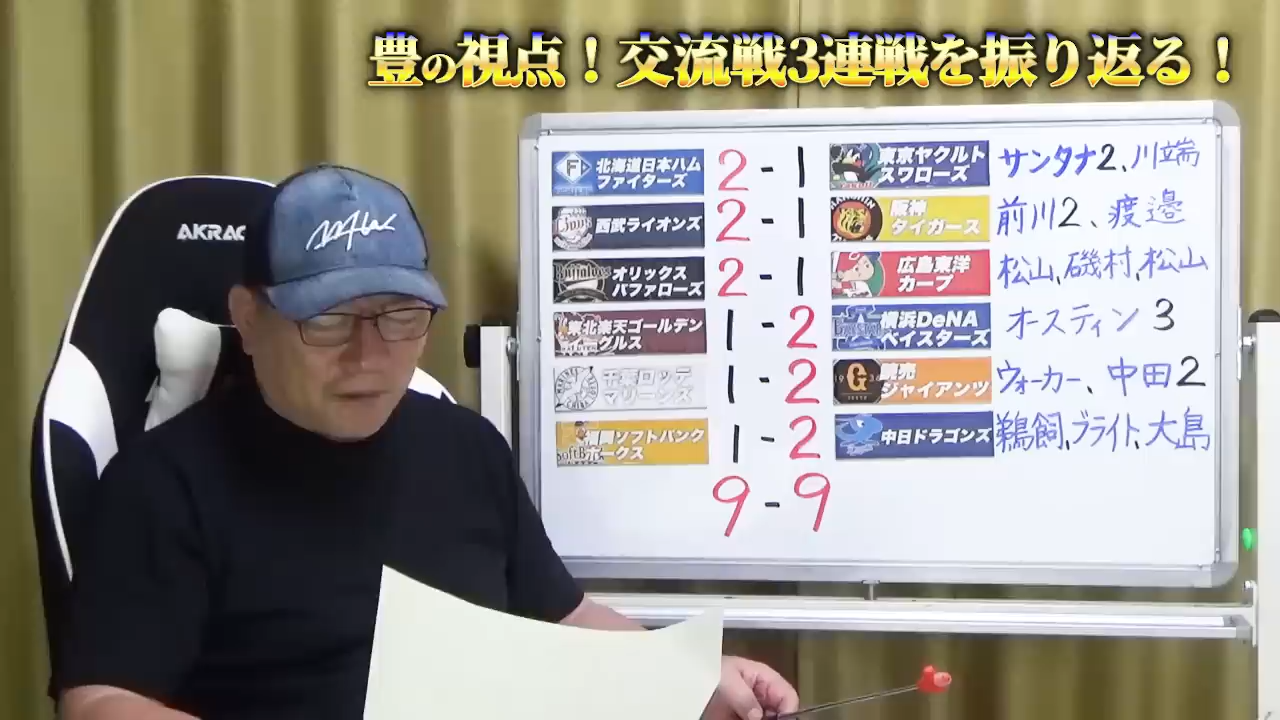 豊の視点！交流戦3連戦を振り返る！
AKRAC
北海道日本ハム
ファイターズ
2 - 1
東京ヤクルト
スワローズ
サンタナ2、川端
西武ライオンズ
2 - 1
阪神
タイガース
前川2、渡邉
オリックス
バファローズ
2 - 1
広島東洋
カープ
松山、磯村、松山
東北楽天ゴールデン
イーグルス
1 - 2
横浜DeNA
ベイスターズ
オースティン 3
千葉ロッテ
マリーンズ
1 - 2
読売
ジャイアンツ
ウォーカー、中田2
福岡ソフトバンク
ホークス
1 - 2
中日ドラゴンズ
鵜飼、ブライト、大島
9 - 9